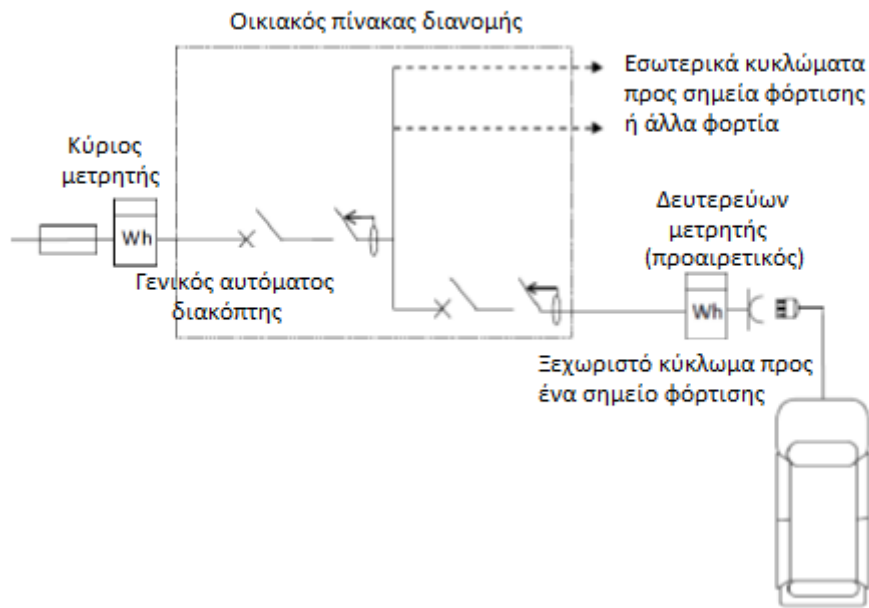 Οικιακός πίνακας διανομής
Εσωτερικά κυκλώματα
προς σημεία φόρτισης
ή άλλα φορτία
Κύριος
μετρητής
Wh
Γενικός αυτόματος
διακόπτης
Δευτερεύων
μετρητής
(προαιρετικός)
Wh
Ξεχωριστό κύκλωμα προς
ένα σημείο φόρτισης